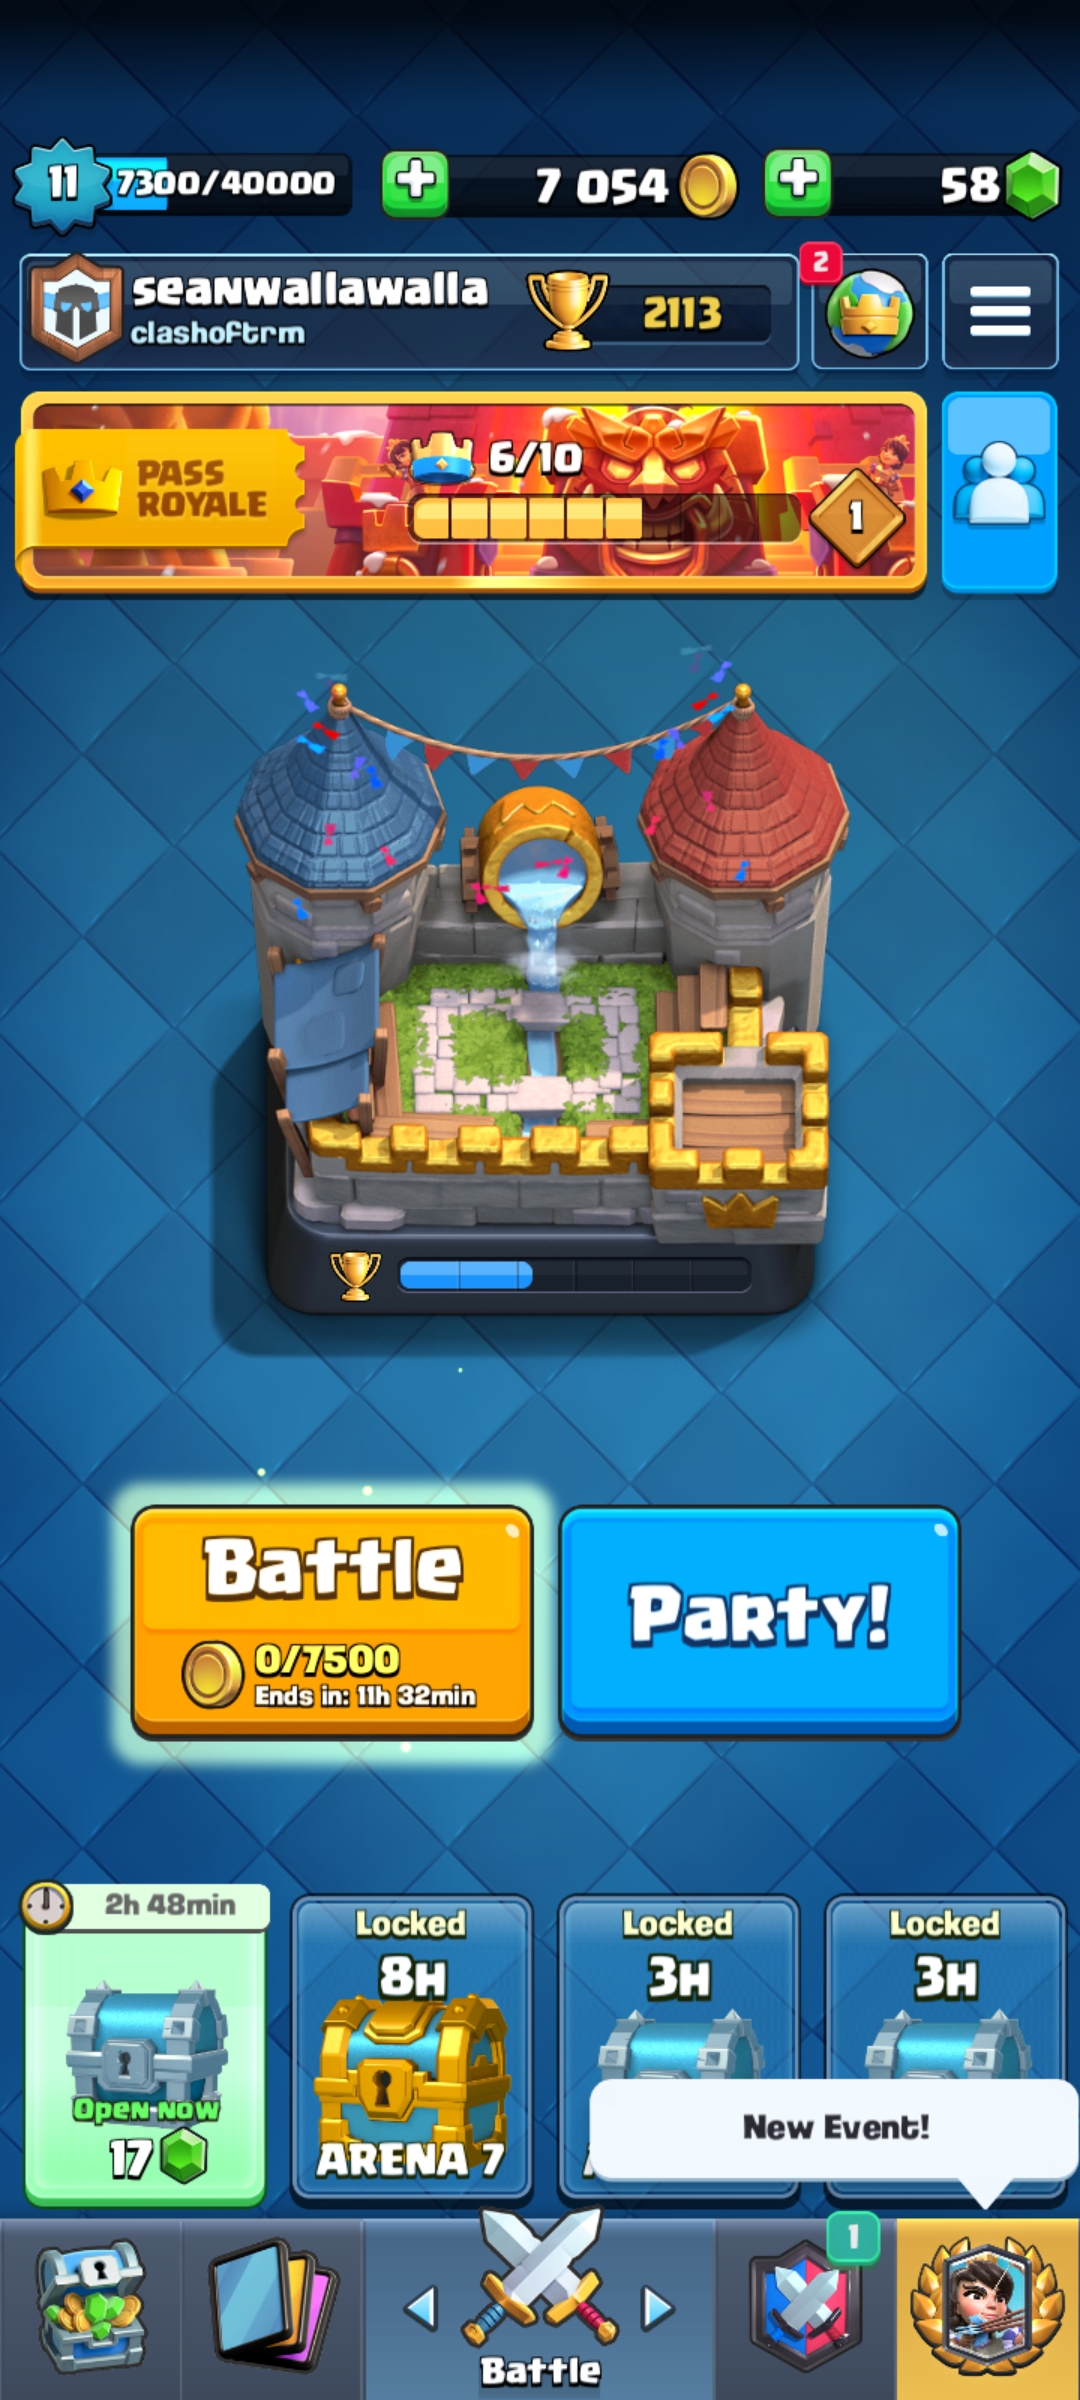 11
7300/40000
7 054
58
seanwallawalla
clashoftrm
2113
2
PASS
ROYALE
6/10
1
Battle
0/7500
Ends in: 11h 32min
Party!
2h 48min
Open now
17
Locked
8H
ARENA 7
Locked
3H
Locked
3H
New Event!
1
Battle